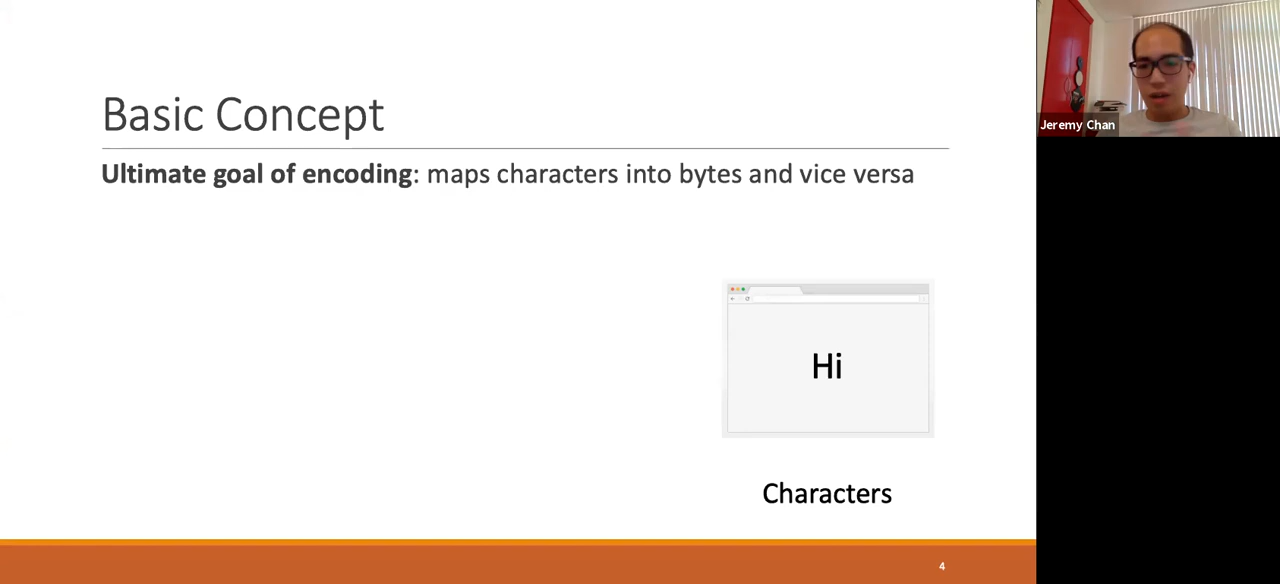 Basic Concept
Ultimate goal of encoding: maps characters into bytes and vice versa
Hi
Characters
4
Jeremy Chan